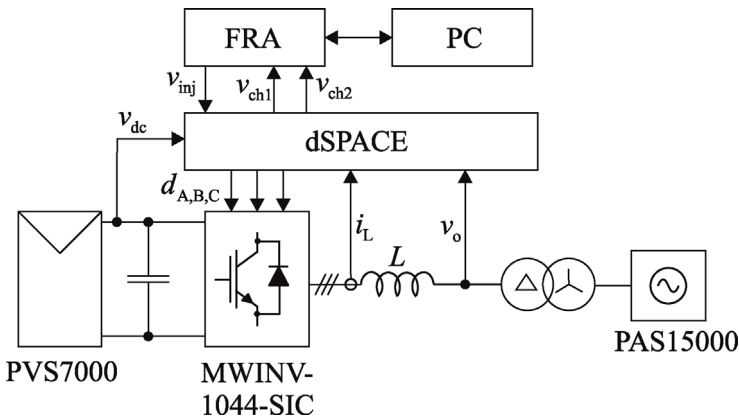 FRA
PC
v_inj
v_ch1
v_ch2
v_dc
dSPACE
d_A,B,C
i_L
v_o
L
PVS7000
MWINV-
1044-SIC
PAS15000